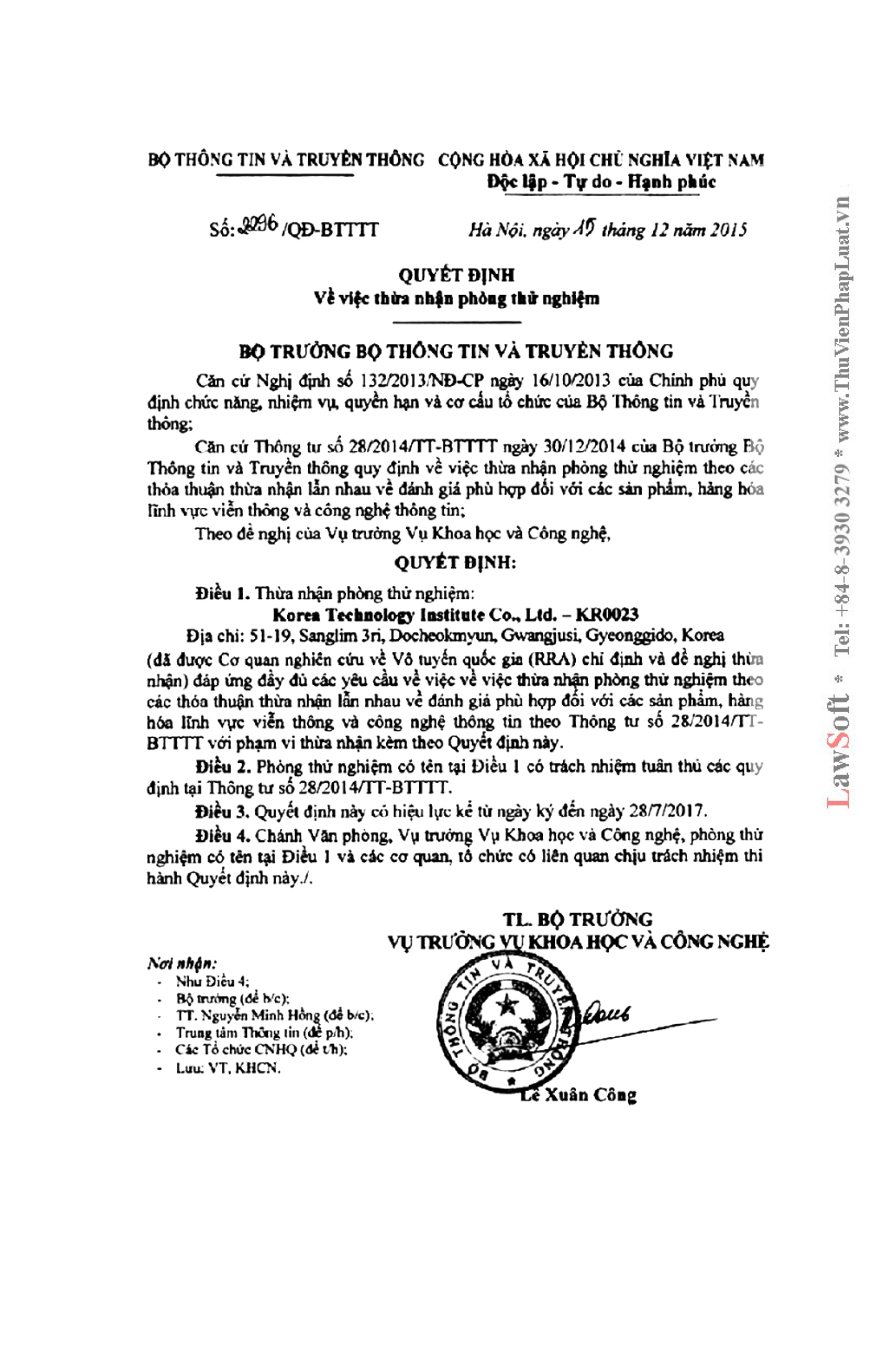 BỘ THÔNG TIN VÀ TRUYỀN THÔNG CỘNG HÒA XÃ HỘI CHỦ NGHĨA VIỆT NAM
Độc lập - Tự do - Hạnh phúc
Số: 2296 /QĐ-BTTTT Hà Nội, ngày 15 tháng 12 năm 2015
QUYẾT ĐỊNH
Về việc thừa nhận phòng thử nghiệm
BỘ TRƯỞNG BỘ THÔNG TIN VÀ TRUYỀN THÔNG
Căn cứ Nghị định số 132/2013/NĐ-CP ngày 16/10/2013 của Chính phủ quy
định chức năng, nhiệm vụ, quyền hạn và cơ cấu tổ chức của Bộ Thông tin và Truyền
thông;
Căn cứ Thông tư số 28/2014/TT-BTTTT ngày 30/12/2014 của Bộ trưởng Bộ
Thông tin và Truyền thông quy định về việc thừa nhận phòng thử nghiệm theo các
thỏa thuận thừa nhận lẫn nhau về đánh giá phù hợp đối với các sản phẩm, hàng hóa
lĩnh vực viễn thông và công nghệ thông tin;
Theo đề nghị của Vụ trưởng Vụ Khoa học và Công nghệ,
QUYẾT ĐỊNH:
Điều 1. Thừa nhận phòng thử nghiệm:
Korea Technology Institute Co., Ltd. – KR0023
Địa chỉ: 51-19, Sanglim 3ri, Docheokmyun, Gwangjusi, Gyeonggido, Korea
(đã được Cơ quan nghiên cứu về Vô tuyến quốc gia (RRA) chỉ định và đề nghị thừa
nhận) đáp ứng đầy đủ các yêu cầu về việc về việc thừa nhận phòng thử nghiệm theo
các thỏa thuận thừa nhận lẫn nhau về đánh giá phù hợp đối với các sản phẩm, hàng
hóa lĩnh vực viễn thông và công nghệ thông tin theo Thông tư số 28/2014/TT-
BTTTT với phạm vi thừa nhận kèm theo Quyết định này.
Điều 2. Phòng thử nghiệm có tên tại Điều 1 có trách nhiệm tuân thủ các quy
định tại Thông tư số 28/2014/TT-BTTTT.
Điều 3. Quyết định này có hiệu lực kể từ ngày ký đến ngày 28/7/2017.
Điều 4. Chánh Văn phòng, Vụ trưởng Vụ Khoa học và Công nghệ, phòng thử
nghiệm có tên tại Điều 1 và các cơ quan, tổ chức có liên quan chịu trách nhiệm thi
hành Quyết định này./.
TL. BỘ TRƯỞNG
VỤ TRƯỞNG VỤ KHOA HỌC VÀ CÔNG NGHỆ
Nơi nhận:
- Như Điều 4;
- Bộ trưởng (để b/c);
- TT. Nguyễn Minh Hồng (để b/c);
- Trung tâm Thông tin (để p/h);
- Các Tổ chức CNHQ (để t/h);
- Lưu: VT, KHCN.
BỘ THÔNG TIN VÀ TRUYỀN THÔNG
Lê Xuân Công
LawSoft * Tel: +84-8-3930 3279 * www.ThuVienPhapLuat.vn